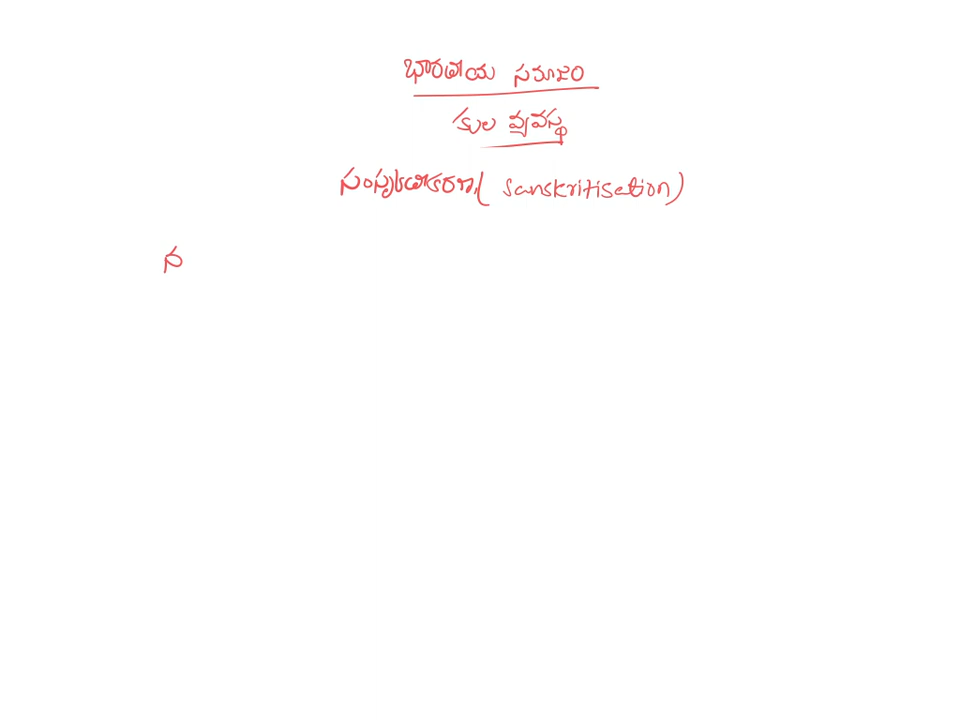 భారతీయ సమాజం
కుల వ్యవస్థ
సంస్కృతీకరణ ( Sanskritisation )
న